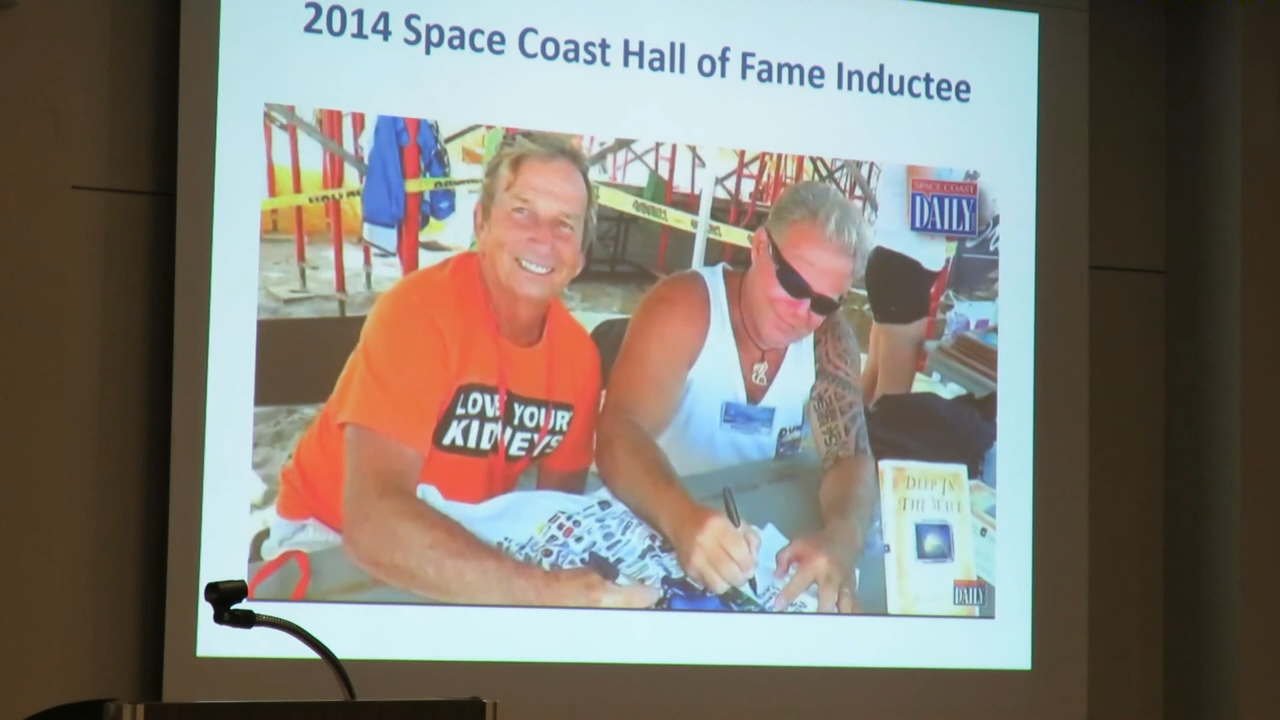 2014 Space Coast Hall of Fame Inductee
SPACE COAST
DAILY
LOVE YOUR
KIDNEYS
DEEP IN
THE WAVE
DAILY